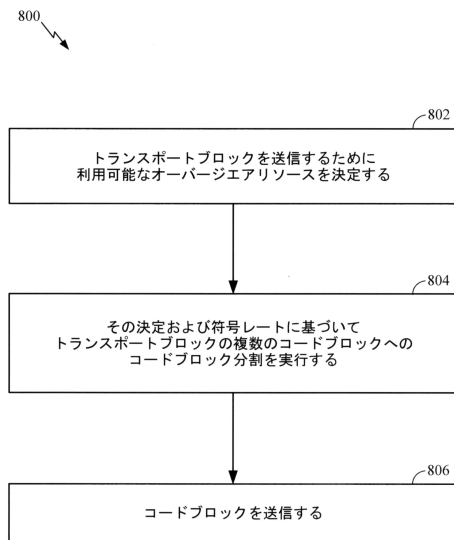 800
802
トランスポートブロックを送信するために
利用可能なオーバージエアリソースを決定する
804
その決定および符号レートに基づいて
トランスポートブロックの複数のコードブロックへの
コードブロック分割を実行する
806
コードブロックを送信する